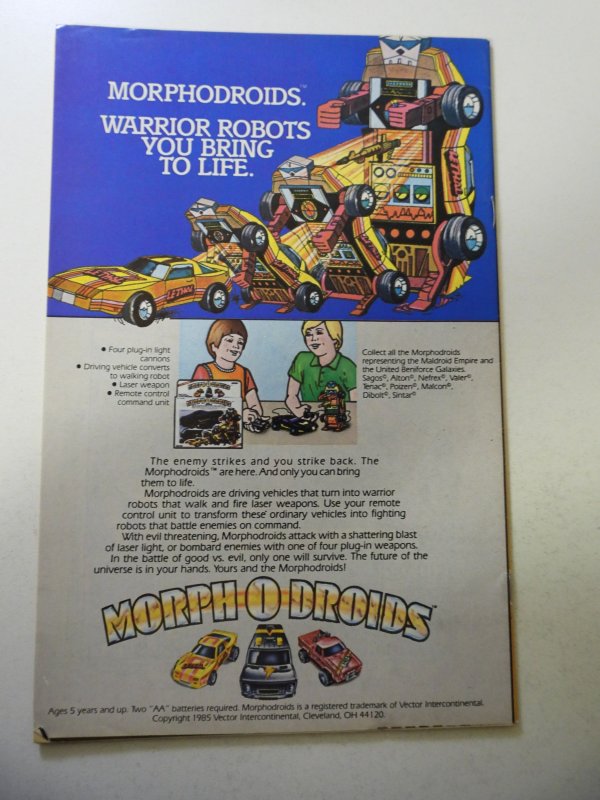 MORPHODROIDS.™
WARRIOR ROBOTS
YOU BRING
TO LIFE.
LETHAL
LETHAL
LETHAL
LETHAL
• Four plug-in light
cannons
• Driving vehicle converts
to walking robot
• Laser weapon
• Remote control
command unit
Collect all the Morphodroids
representing the Maldroid Empire and
the United Beniforce Galaxies.
Sagos©, Alton©, Nefrex©, Valer©,
Tenac©, Poizen©, Malcon©,
Dibolt©, Sintar©
The enemy strikes and you strike back. The
Morphodroids™ are here. And only you can bring
them to life.
Morphodroids are driving vehicles that turn into warrior
robots that walk and fire laser weapons. Use your remote
control unit to transform these ordinary vehicles into fighting
robots that battle enemies on command.
With evil threatening, Morphodroids attack with a shattering blast
of laser light, or bombard enemies with one of four plug-in weapons.
In the battle of good vs. evil, only one will survive. The future of the
universe is in your hands. Yours and the Morphodroids!
MORPH-O-DROIDS™
Ages 5 years and up. Two "AA" batteries required. Morphodroids is a registered trademark of Vector Intercontinental.
Copyright 1985 Vector Intercontinental, Cleveland, OH 44120.